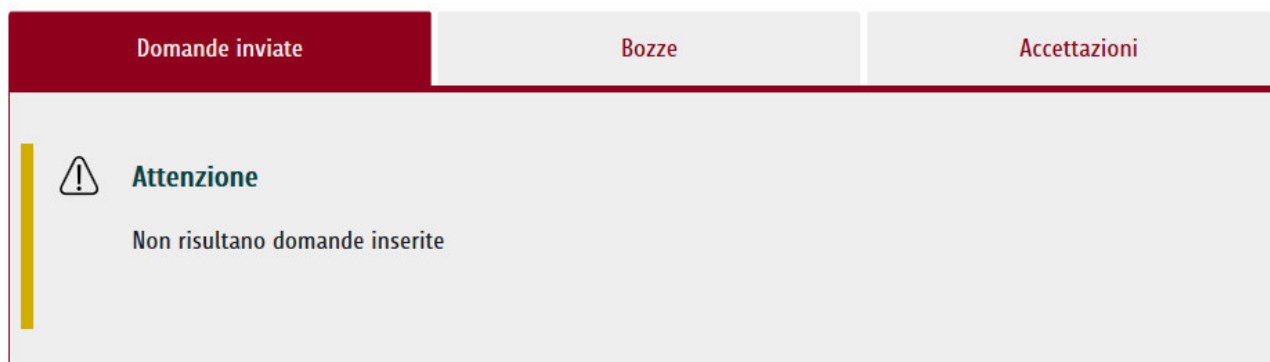 Domande inviate
Bozze
Accettazioni
Attenzione
Non risultano domande inserite